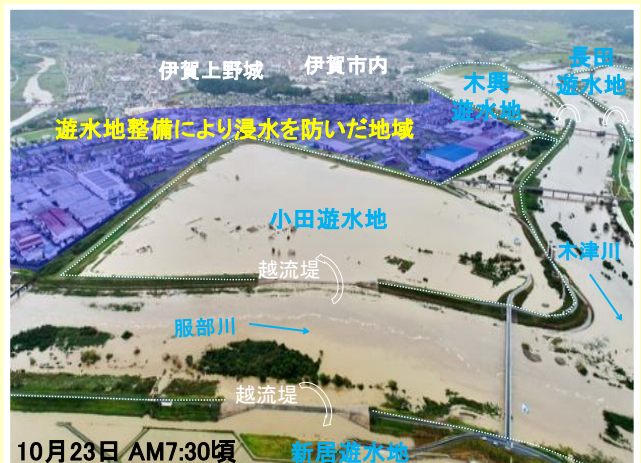 伊賀上野城
伊賀市内
長田
遊水地
木興
遊水地
遊水地整備により浸水を防いだ地域
小田遊水地
木津川
越流堤
服部川
越流堤
10月23日 AM7:30頃
新居遊水地